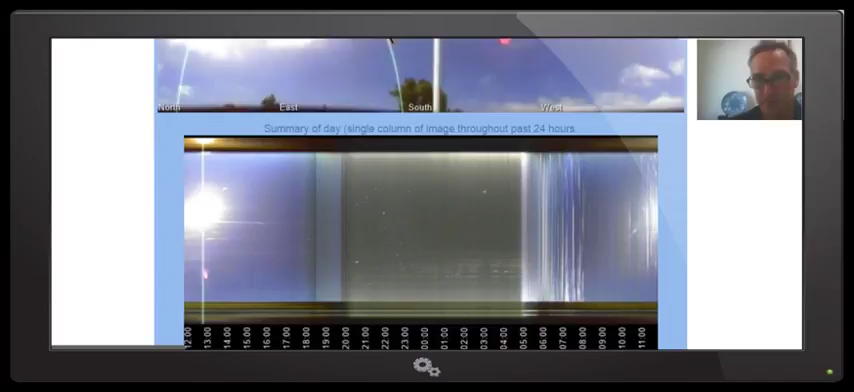 North East South West
Summary of day (single column of image throughout past 24 hours
12:00 13:00 14:00 15:00 16:00 17:00 18:00 19:00 20:00 21:00 22:00 23:00 00:00 01:00 02:00 03:00 04:00 05:00 06:00 07:00 08:00 09:00 10:00 11:00